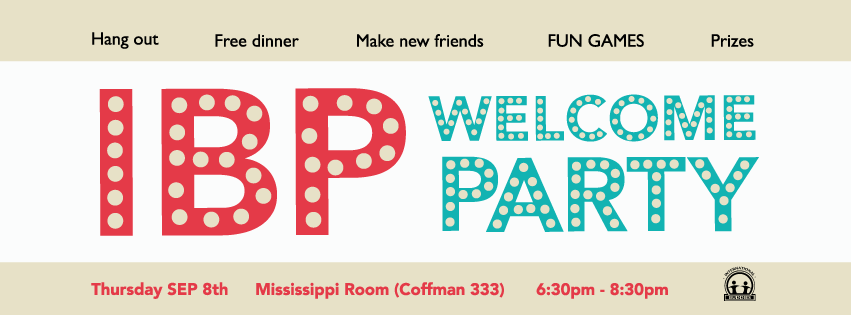 Hang out Free dinner Make new friends FUN GAMES Prizes
IBP WELCOME
PARTY
Thursday SEP 8th Mississippi Room (Coffman 333) 6:30pm - 8:30pm
INTERNATIONAL